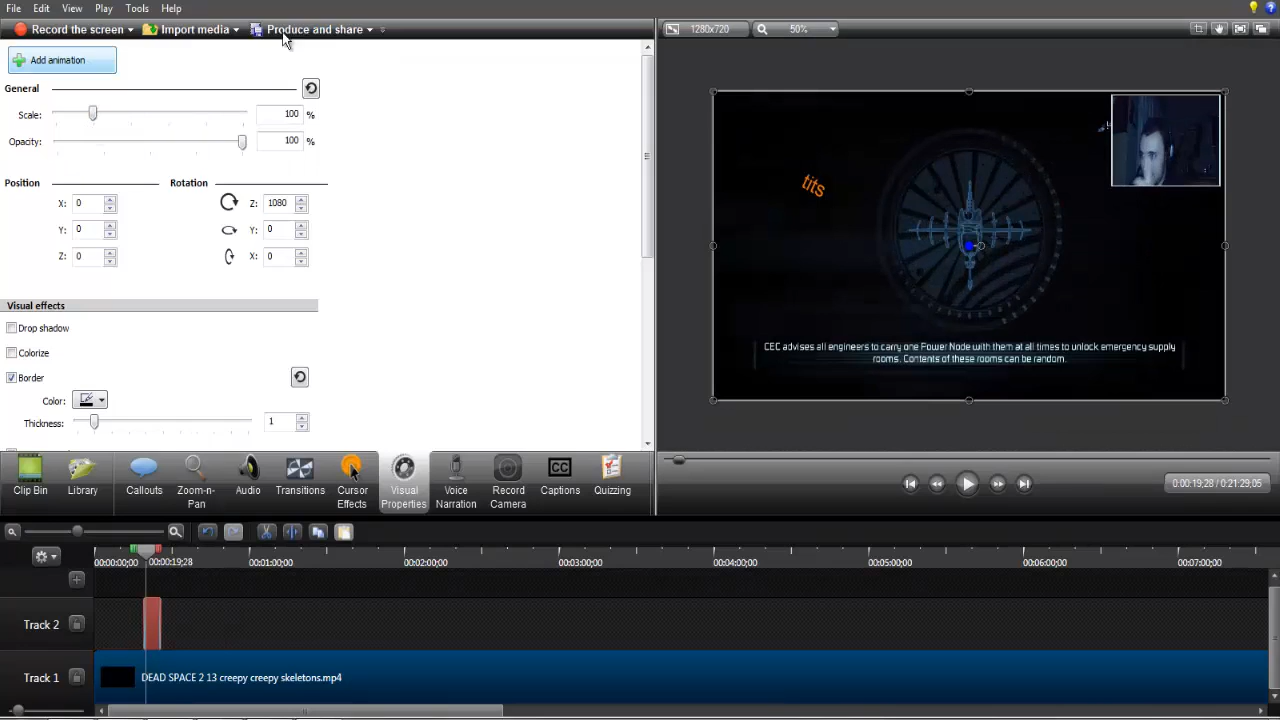 File Edit View Play Tools Help
Record the screen Import media Produce and share
1280x720 50%
Add animation
General
Scale: 100 %
Opacity: 100 %
Position Rotation
X: 0 Z: 1080
Y: 0 Y: 0
Z: 0 X: 0
Visual effects
Drop shadow
Colorize
Border
Color:
Thickness: 1
tits
CEC advises all engineers to carry one Power Node with them at all times to unlock emergency supply
rooms. Contents of these rooms can be random.
Clip Bin Library Callouts Zoom-n-Pan Audio Transitions Cursor Effects Visual Properties Voice Narration Record Camera CC Captions Quizzing
0:00:19;28 / 0:21:29;05
00:00:00;00 00:00:19;28 00:01:00;00 00:02:00;00 00:03:00;00 00:04:00;00 00:05:00;00 00:06:00;00 00:07:00;00
Track 2
Track 1 DEAD SPACE 2 13 creepy creepy skeletons.mp4